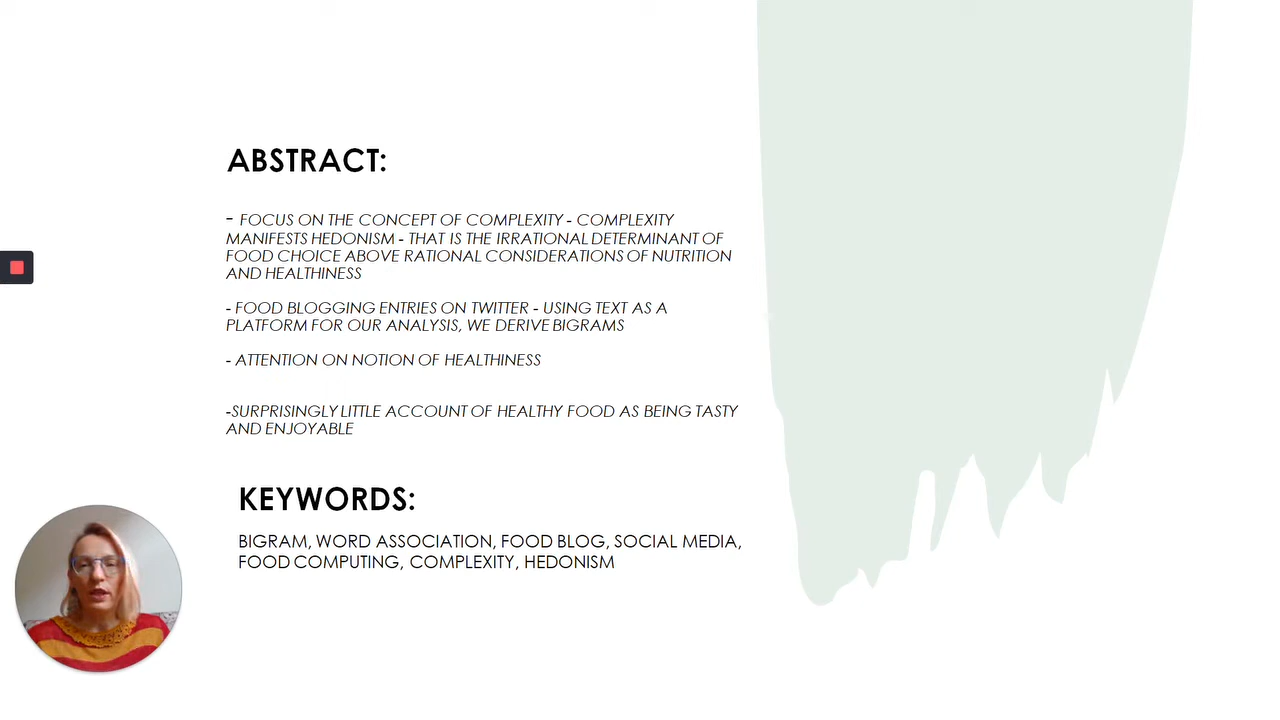 ABSTRACT:
- FOCUS ON THE CONCEPT OF COMPLEXITY - COMPLEXITY
MANIFESTS HEDONISM - THAT IS THE IRRATIONAL DETERMINANT OF
FOOD CHOICE ABOVE RATIONAL CONSIDERATIONS OF NUTRITION
AND HEALTHINESS
- FOOD BLOGGING ENTRIES ON TWITTER - USING TEXT AS A
PLATFORM FOR OUR ANALYSIS, WE DERIVE BIGRAMS
- ATTENTION ON NOTION OF HEALTHINESS
-SURPRISINGLY LITTLE ACCOUNT OF HEALTHY FOOD AS BEING TASTY
AND ENJOYABLE
KEYWORDS:
BIGRAM, WORD ASSOCIATION, FOOD BLOG, SOCIAL MEDIA,
FOOD COMPUTING, COMPLEXITY, HEDONISM